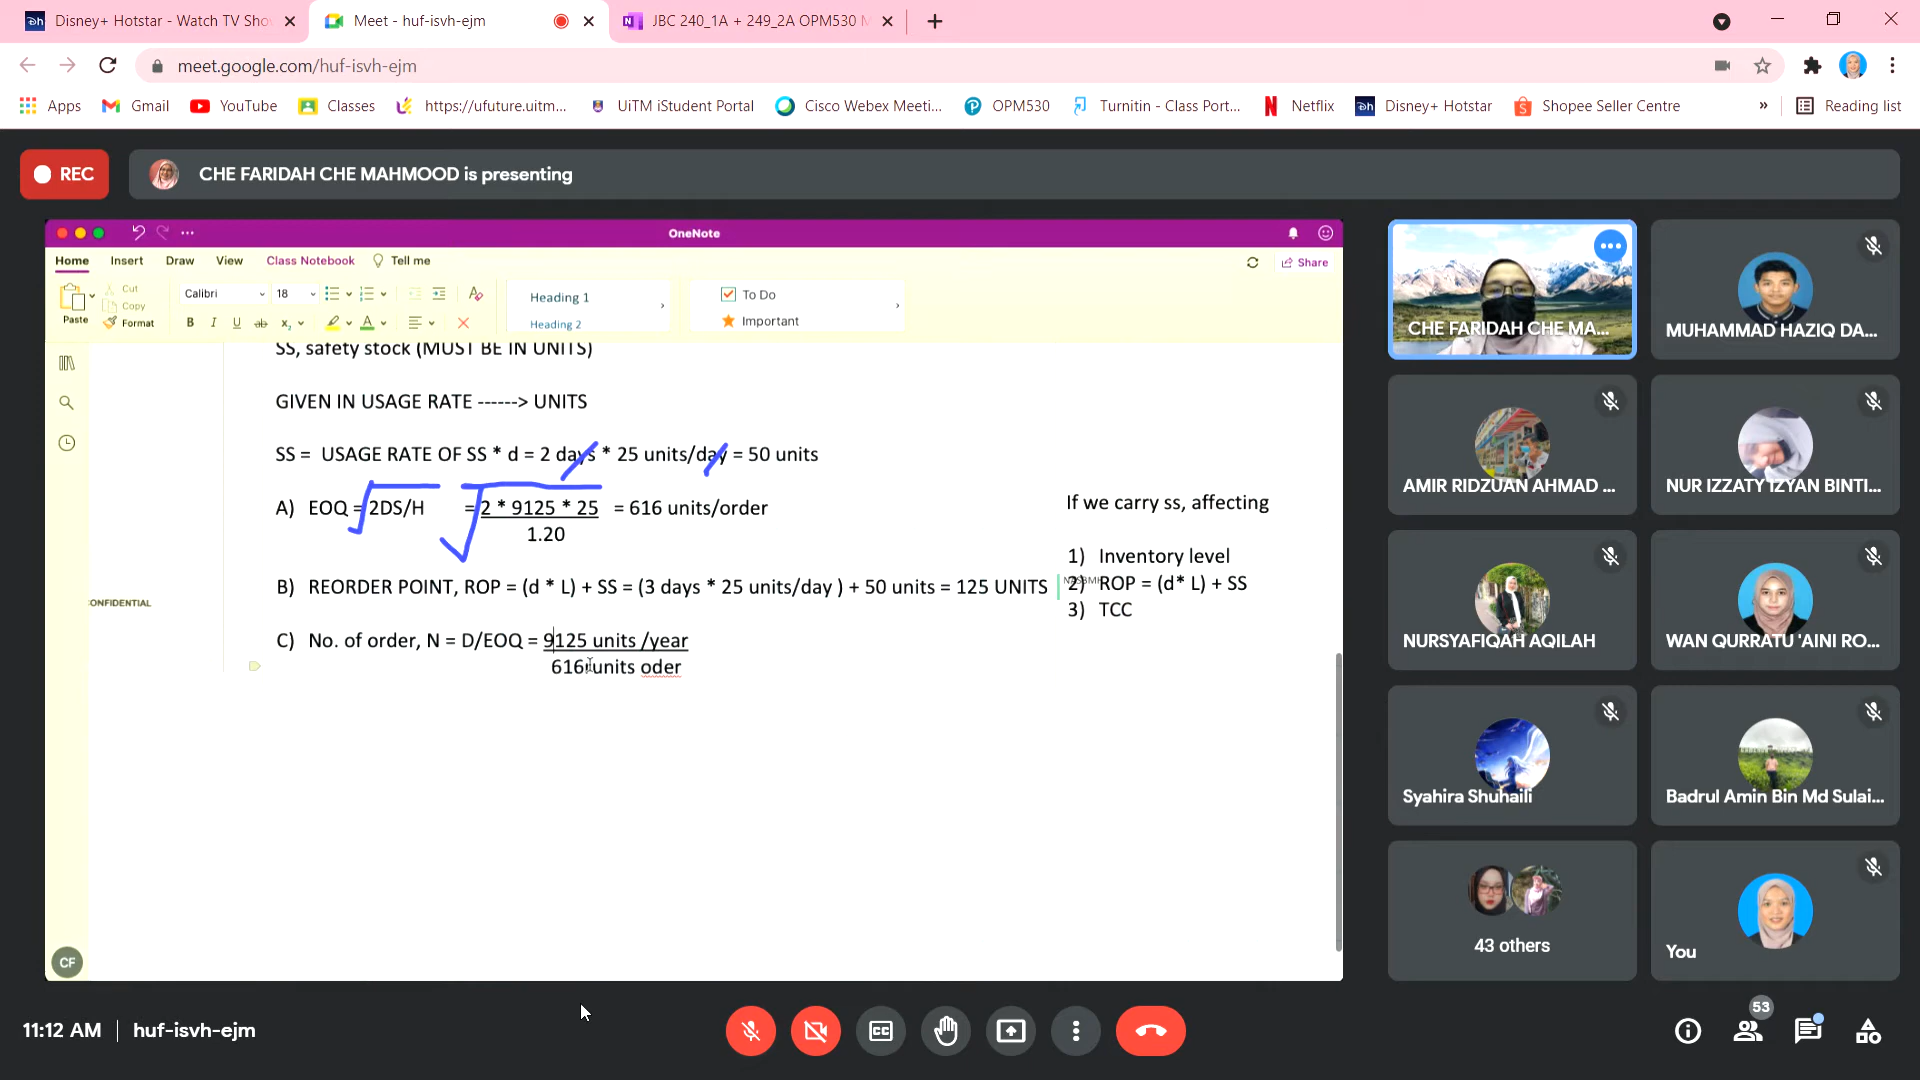 Disney+ Hotstar - Watch TV Sho
Meet - huf-isvh-ejm
JBC 240_1A + 249_2A OPM530 M
meet.google.com/huf-isvh-ejm
Apps
Gmail
YouTube
Classes
https://ufuture.uitm...
UiTM iStudent Portal
Cisco Webex Meeti...
OPM530
Turnitin - Class Port...
Netflix
Disney+ Hotstar
Shopee Seller Centre
»
Reading list
REC
CHE FARIDAH CHE MAHMOOD is presenting
OneNote
Home Insert Draw View Class Notebook Tell me
Share
Paste
Cut
Copy
Format
Calibri
18
B I U ab x₂ A
Heading 1
Heading 2
To Do
Important
SS, safety stock (MUST BE IN UNITS)
GIVEN IN USAGE RATE ------> UNITS
SS = USAGE RATE OF SS * d = 2 days * 25 units/day = 50 units
A) EOQ = √2DS/H = √2 * 9125 * 25 = 616 units/order
1.20
B) REORDER POINT, ROP = (d * L) + SS = (3 days * 25 units/day ) + 50 units = 125 UNITS
C) No. of order, N = D/EOQ = 9125 units /year
616 units oder
If we carry ss, affecting
1) Inventory level
2) ROP = (d* L) + SS
3) TCC
ONFIDENTIAL
CF
CHE FARIDAH CHE MA...
MUHAMMAD HAZIQ DA...
AMIR RIDZUAN AHMAD ...
NUR IZZATY IZYAN BINTI...
NURSYAFIQAH AQILAH
WAN QURRATU 'AINI RO...
Syahira Shuhaili
Badrul Amin Bin Md Sulai...
43 others
You
11:12 AM | huf-isvh-ejm
53